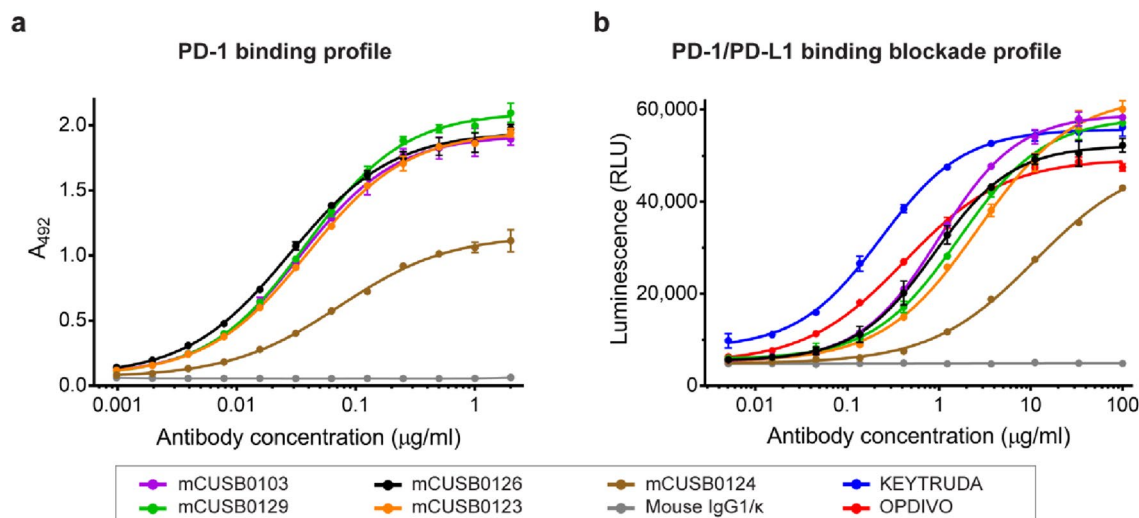 a
PD-1 binding profile
2.0
1.5
1.0
0.5
0.0
A492
0.001 0.01 0.1 1
Antibody concentration (μg/ml)
b
PD-1/PD-L1 binding blockade profile
60,000
40,000
20,000
0
Luminescence (RLU)
0.01 0.1 1 10 100
Antibody concentration (μg/ml)
mCUSB0103 mCUSB0126 mCUSB0124 KEYTRUDA
mCUSB0129 mCUSB0123 Mouse IgG1/κ OPDIVO